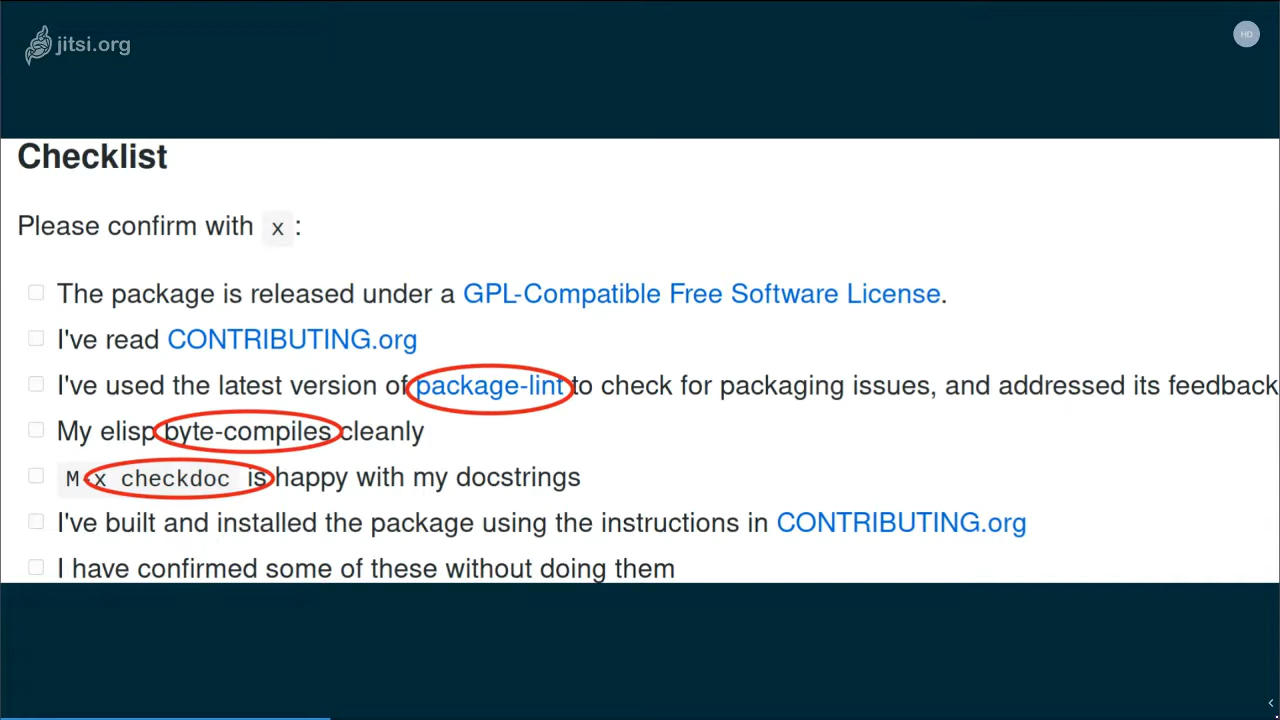 jitsi.org
HD
Checklist
Please confirm with x :
The package is released under a GPL-Compatible Free Software License.
I've read CONTRIBUTING.org
I've used the latest version of package-lint to check for packaging issues, and addressed its feedback
My elisp byte-compiles cleanly
M-x checkdoc is happy with my docstrings
I've built and installed the package using the instructions in CONTRIBUTING.org
I have confirmed some of these without doing them